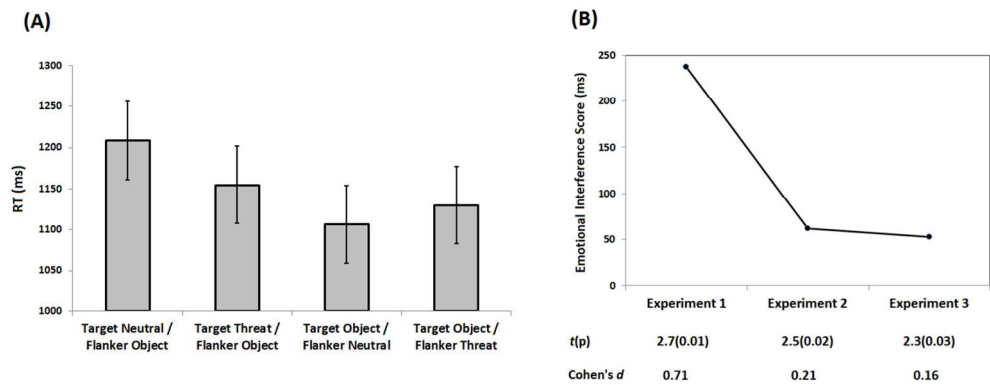 (A)
1300
1250
1200
1150
1100
1050
1000
RT (ms)
Target Neutral / Flanker Object
Target Threat / Flanker Object
Target Object / Flanker Neutral
Target Object / Flanker Threat
(B)
250
200
150
100
50
0
Emotional Interference Score (ms)
Experiment 1 Experiment 2 Experiment 3
t(p) 2.7(0.01) 2.5(0.02) 2.3(0.03)
Cohen's d 0.71 0.21 0.16